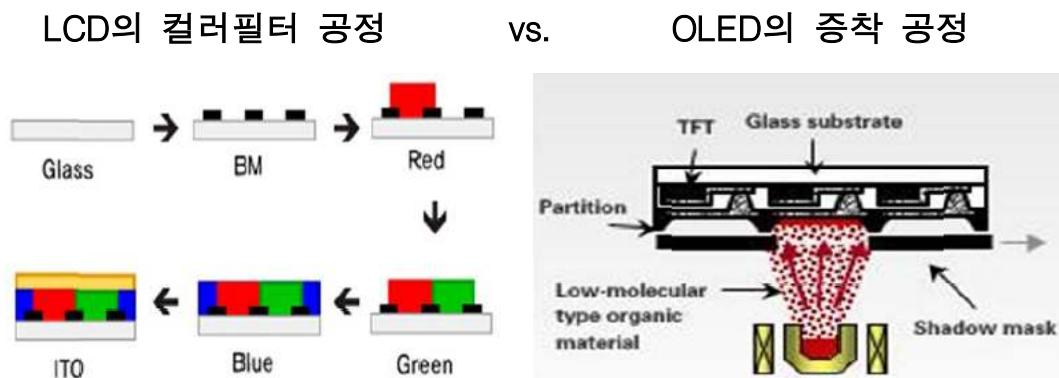 LCD의 컬러필터 공정 vs. OLED의 증착 공정
Glass
BM
Red
Green
Blue
ITO
TFT
Glass substrate
Partition
Low-molecular
type organic
material
Shadow mask